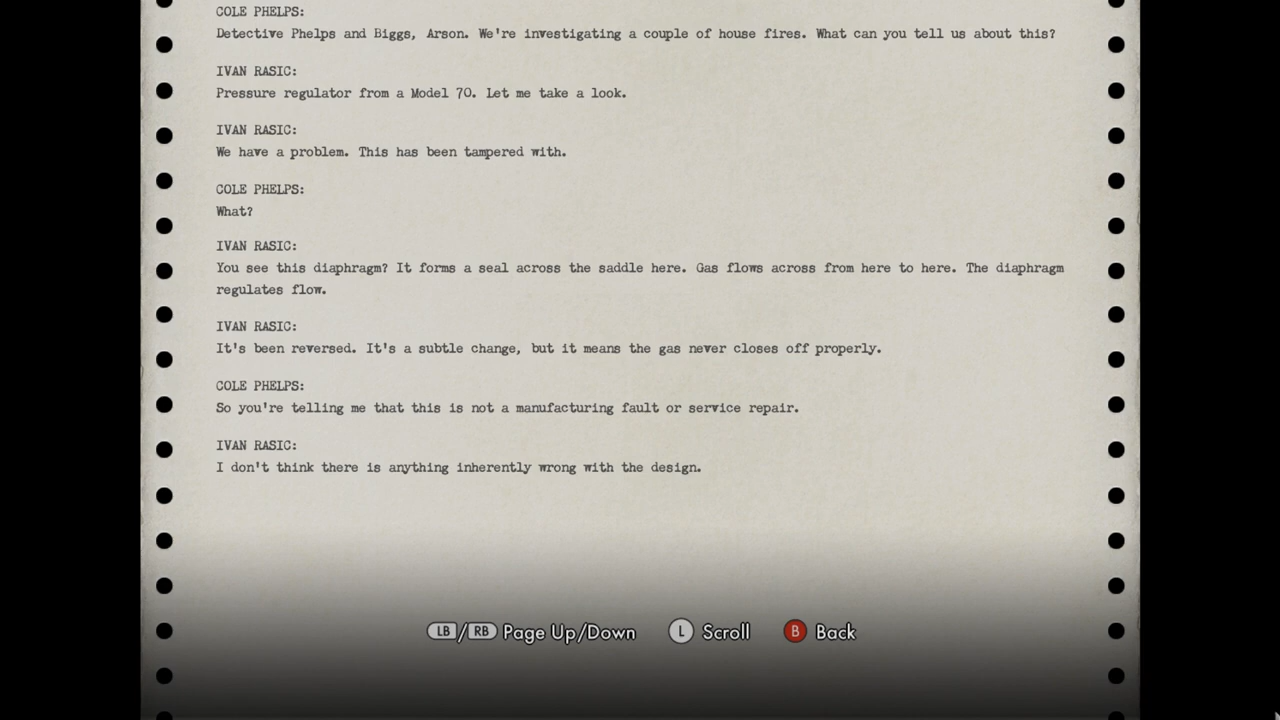 COLE PHELPS:
Detective Phelps and Biggs, Arson. We're investigating a couple of house fires. What can you tell us about this?
IVAN RASIC:
Pressure regulator from a Model 70. Let me take a look.
IVAN RASIC:
We have a problem. This has been tampered with.
COLE PHELPS:
What?
IVAN RASIC:
You see this diaphragm? It forms a seal across the saddle here. Gas flows across from here to here. The diaphragm
regulates flow.
IVAN RASIC:
It's been reversed. It's a subtle change, but it means the gas never closes off properly.
COLE PHELPS:
So you're telling me that this is not a manufacturing fault or service repair.
IVAN RASIC:
I don't think there is anything inherently wrong with the design.
LB/RB Page Up/Down L Scroll B Back